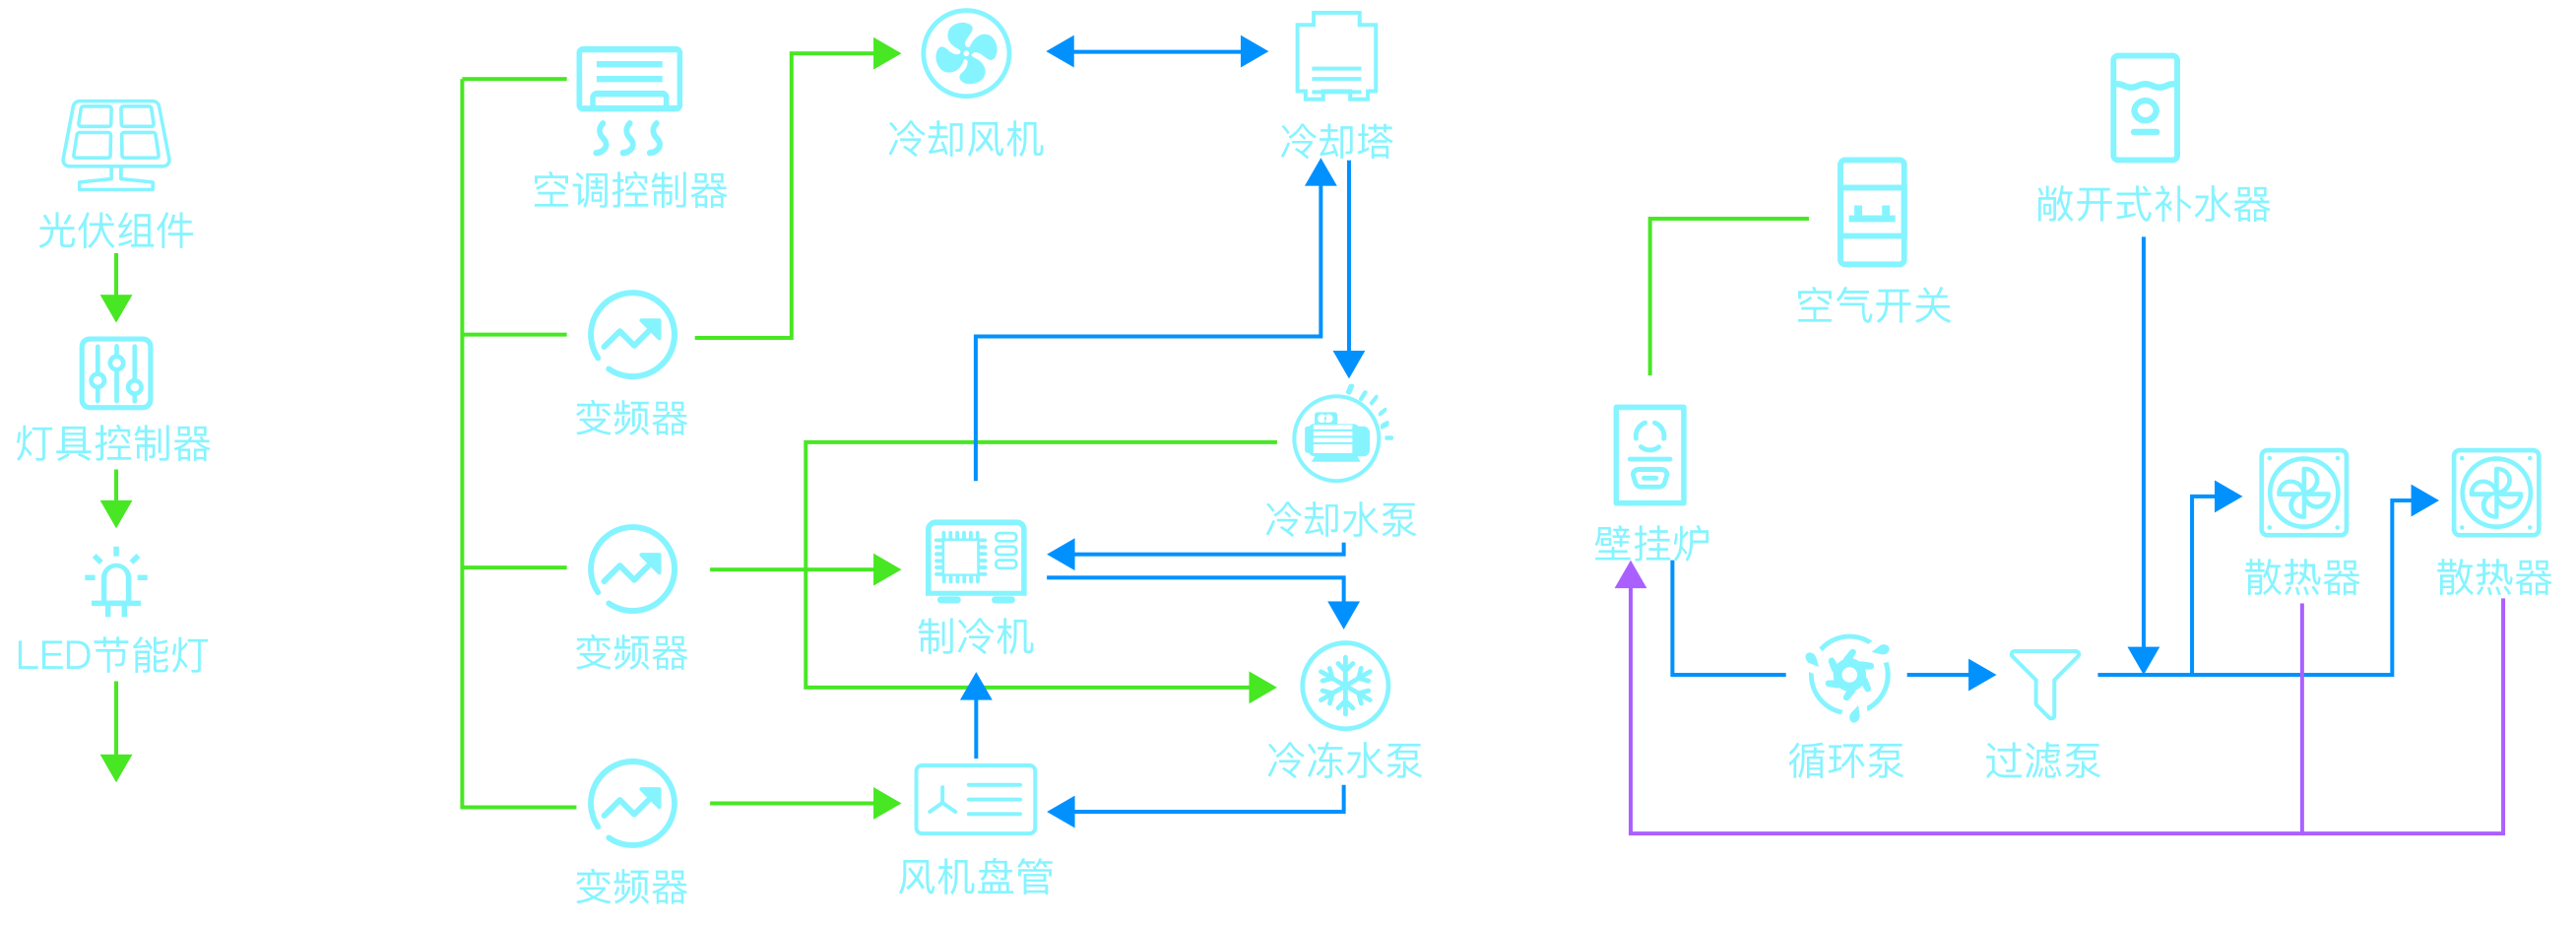 光伏组件
灯具控制器
LED节能灯
空调控制器
变频器
变频器
变频器
冷却风机
冷却塔
冷却水泵
制冷机
冷冻水泵
风机盘管
敞开式补水器
空气开关
壁挂炉
散热器
散热器
循环泵
过滤泵